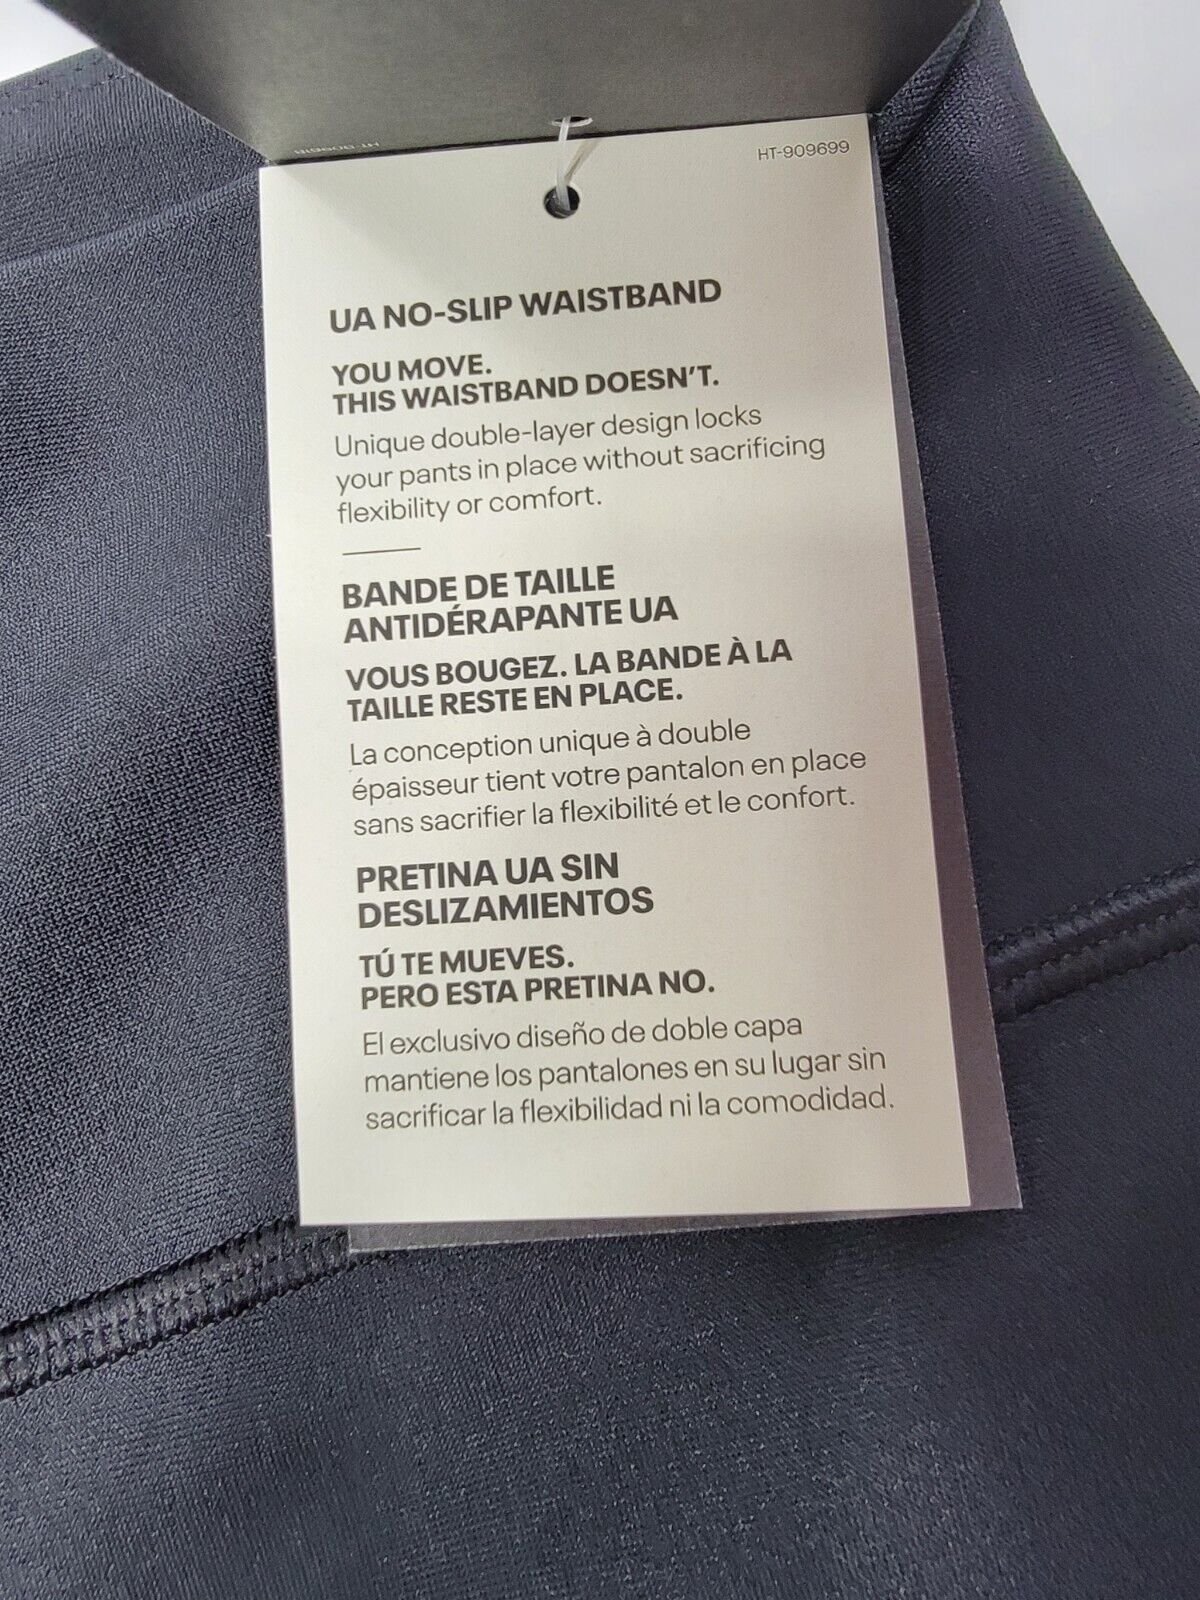 HT-909699
UA NO-SLIP WAISTBAND
YOU MOVE.
THIS WAISTBAND DOESN'T.
Unique double-layer design locks
your pants in place without sacrificing
flexibility or comfort.
BANDE DE TAILLE
ANTIDÉRAPANTE UA
VOUS BOUGEZ. LA BANDE À LA
TAILLE RESTE EN PLACE.
La conception unique à double
épaisseur tient votre pantalon en place
sans sacrifier la flexibilité et le confort.
PRETINA UA SIN
DESLIZAMIENTOS
TÚ TE MUEVES.
PERO ESTA PRETINA NO.
El exclusivo diseño de doble capa
mantiene los pantalones en su lugar sin
sacrificar la flexibilidad ni la comodidad.